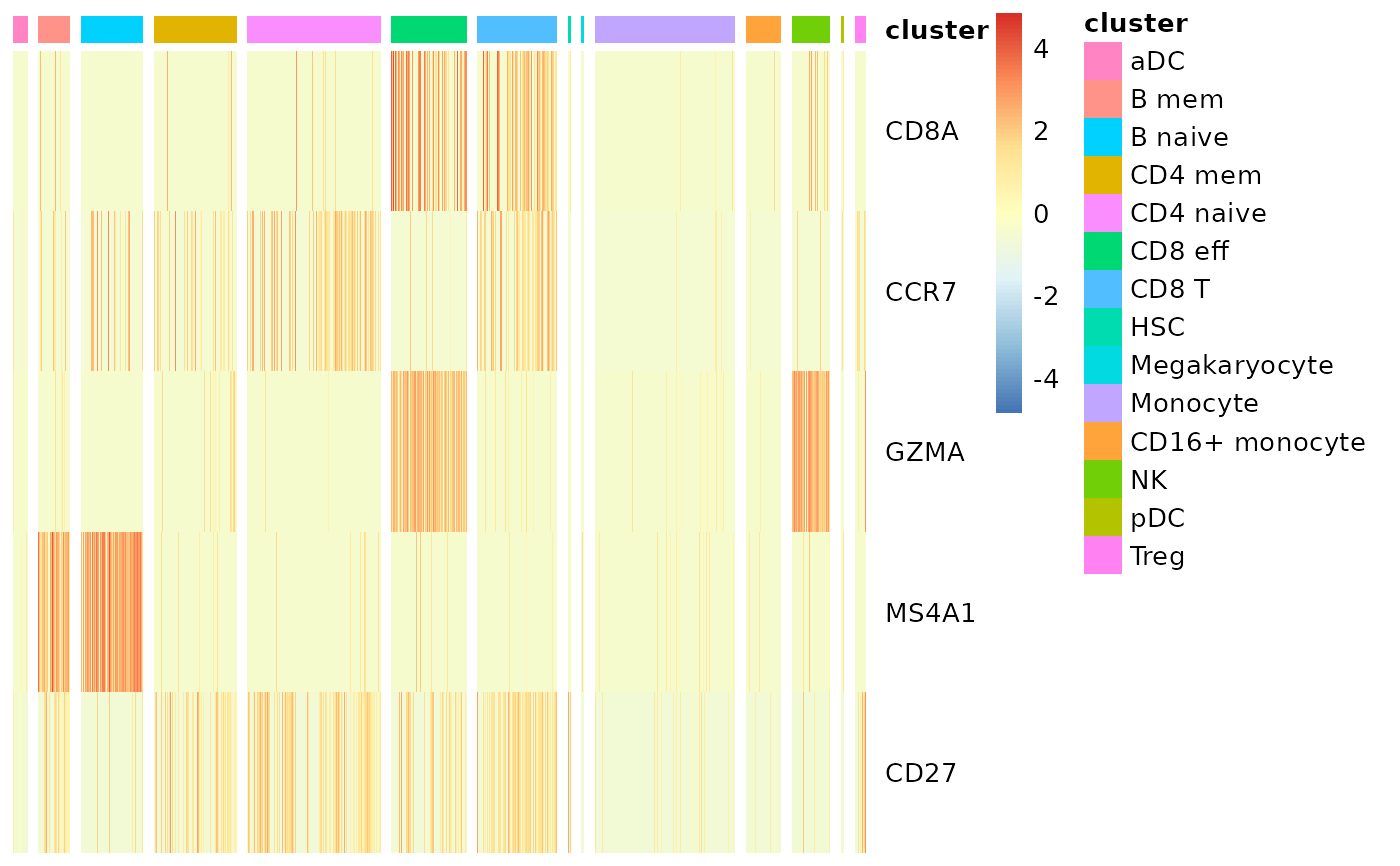 cluster
CD8A
CCR7
GZMA
MS4A1
CD27
4
2
0
-2
-4
cluster
aDC
B mem
B naive
CD4 mem
CD4 naive
CD8 eff
CD8 T
HSC
Megakaryocyte
Monocyte
CD16+ monocyte
NK
pDC
Treg